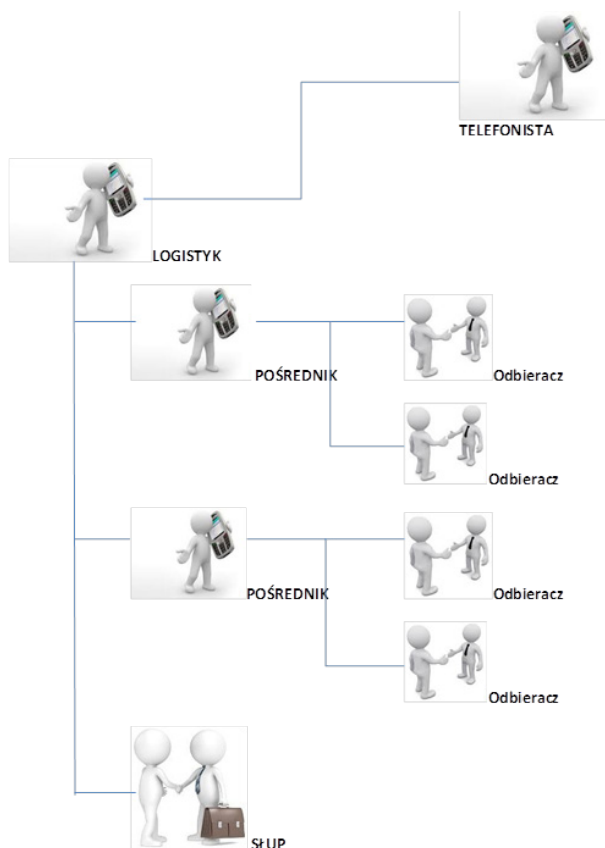 TELEFONISTA
LOGISTYK
POŚREDNIK
Odbieracz
Odbieracz
POŚREDNIK
Odbieracz
Odbieracz
SŁUP